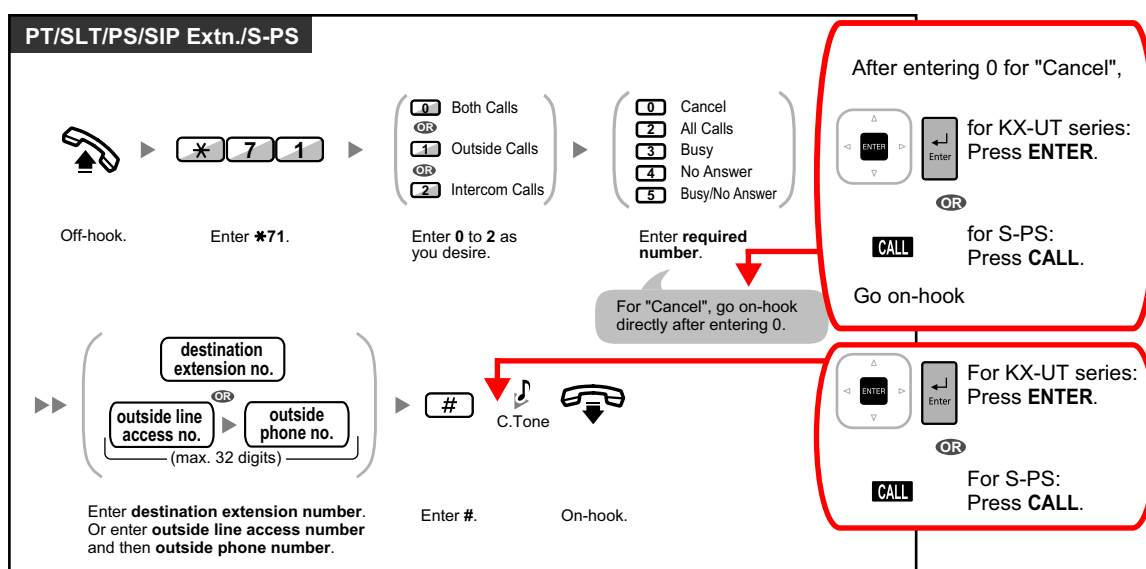 PT/SLT/PS/SIP Extn./S-PS
Off-hook.
* 7 1
Enter *71.
0 Both Calls
OR
1 Outside Calls
OR
2 Intercom Calls
Enter 0 to 2 as
you desire.
0 Cancel
2 All Calls
3 Busy
4 No Answer
5 Busy/No Answer
Enter required
number.
For "Cancel", go on-hook
directly after entering 0.
After entering 0 for "Cancel",
ENTER
Enter
for KX-UT series:
Press ENTER.
OR
CALL
for S-PS:
Press CALL.
Go on-hook
destination
extension no.
OR
outside line
access no.
outside
phone no.
(max. 32 digits)
Enter destination extension number.
Or enter outside line access number
and then outside phone number.
#
Enter #.
C.Tone
On-hook.
ENTER
Enter
For KX-UT series:
Press ENTER.
OR
CALL
For S-PS:
Press CALL.